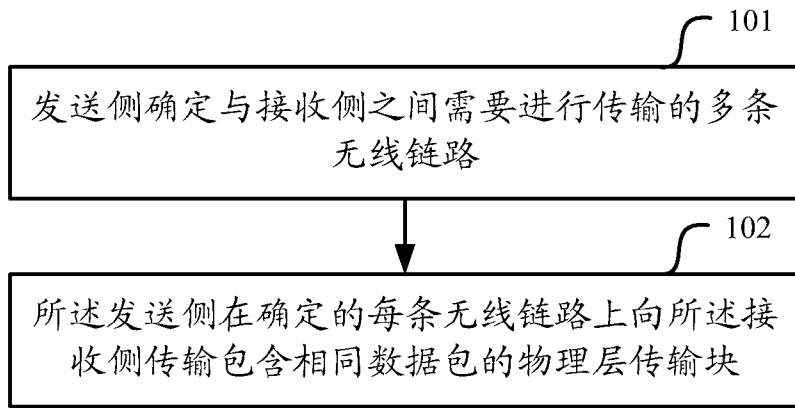 101
发送侧确定与接收侧之间需要进行传输的多条
无线链路
102
所述发送侧在确定的每条无线链路上向所述接
收侧传输包含相同数据包的物理层传输块